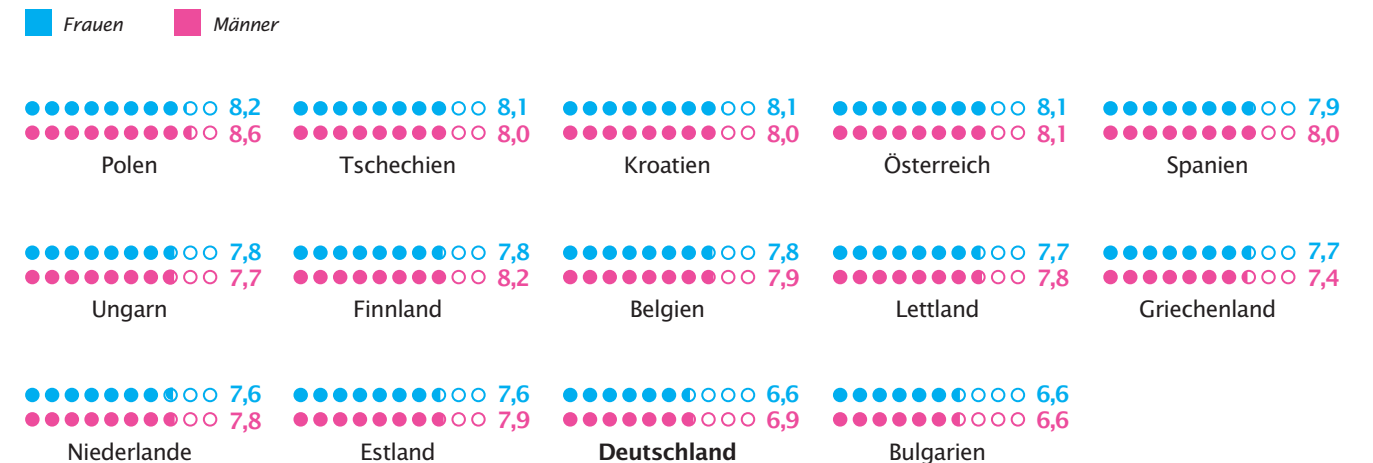 Frauen Männer
8,2 8,1 8,1 8,1 7,9
8,6 8,0 8,0 8,1 8,0
Polen Tschechien Kroatien Österreich Spanien
7,8 7,8 7,8 7,7 7,7
7,7 8,2 7,9 7,8 7,4
Ungarn Finnland Belgien Lettland Griechenland
7,6 7,6 6,6 6,6
7,8 7,9 6,9 6,6
Niederlande Estland Deutschland Bulgarien